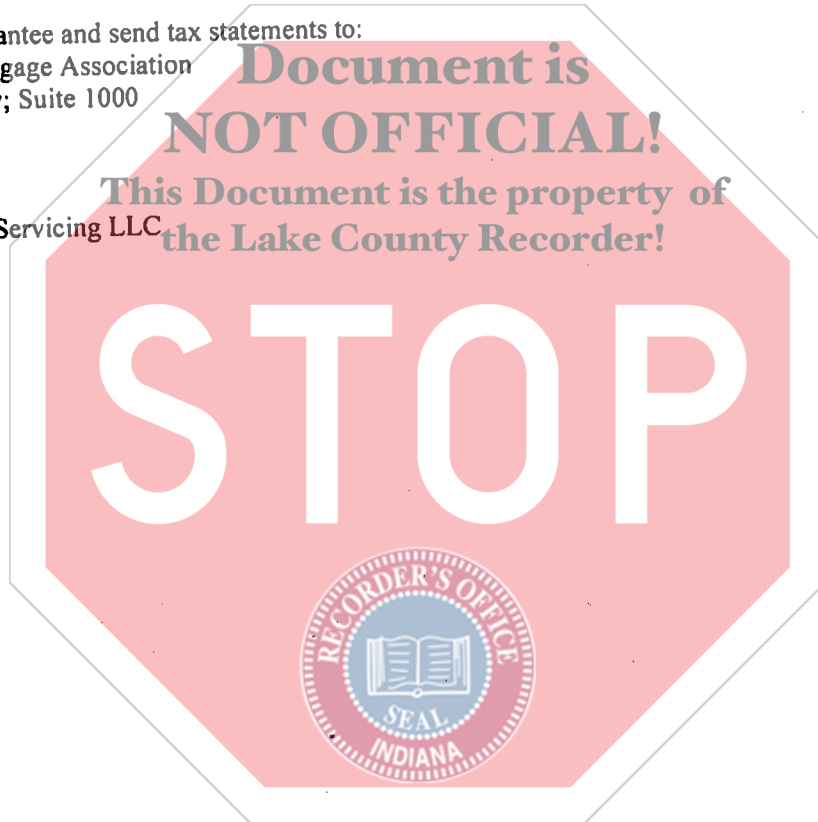 antee and send tax statements to:
gage Association
; Suite 1000
Servicing LLC
Document is
NOT OFFICIAL!
This Document is the property of
the Lake County Recorder!
STOP
RECORDER'S OFFICE
SEAL
INDIANA